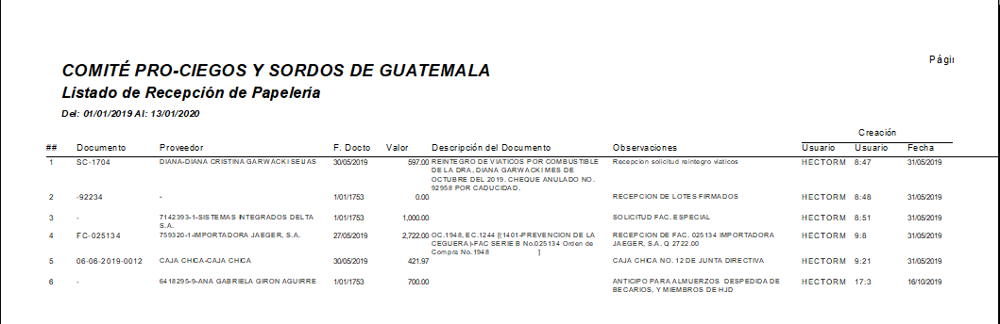 Págir
COMITÉ PRO-CIEGOS Y SORDOS DE GUATEMALA
Listado de Recepción de Papelería
Del: 01/01/2019 Al: 13/01/2020
Creación
## Documento Proveedor F. Docto Valor Descripción del Documento Observaciones Usuario Usuario Fecha
1 SC-1704 DIANA-DIANA CRISTINA GARWACKI SELIAS 30/05/2019 597.00 REINTEGRO DE VIATICOS POR COMBUSTIBLE Recepcion solicitud reintegro viaticos HECTORM 8:47 31/05/2019
DE LA DRA, DIANA GARWACKI MES DE
OCTUBRE DEL 2019. CHEQUE ANULADO NO.
92958 POR CADUCIDAD.
2 -92234 - 1/01/1753 0.00 RECEPCION DE LOTES FIRMADOS HECTORM 8:48 31/05/2019
3 - 7142393-1-SISTEMAS INTEGRADOS DELTA 1/01/1753 1,000.00 SOLICITUD FAC. ESPECIAL HECTORM 8:51 31/05/2019
S.A.
4 FC-025134 759320-1-IMPORTADORA JAEGER, S.A. 27/05/2019 2,722.00 OC.1948, EC.1244 [(1401-PREVENCION DE LA RECEPCION DE FAC. 025134 IMPORTADORA HECTORM 9:8 31/05/2019
CEGUERA)-FAC SERIE B No.025134 Orden de JAEGER, S.A. Q 2722.00
Compra No.1948 ]
5 06-06-2019-0012 CAJA CHICA-CAJA CHICA 30/05/2019 421.97 CAJA CHICA NO. 12 DE JUNTA DIRECTIVA HECTORM 9:21 31/05/2019
6 - 6418295-9-ANA GABRIELA GIRON AGUIRRE 1/01/1753 700.00 ANTICIPO PARA ALMUERZOS DESPEDIDA DE HECTORM 17:3 16/10/2019
BECARIOS, Y MIEMBROS DE HJD